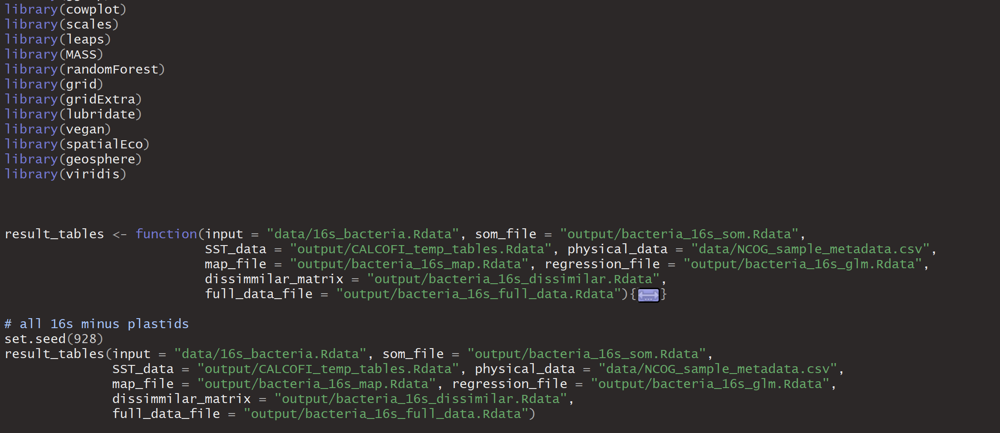 library(cowplot)
library(scales)
library(leaps)
library(MASS)
library(randomForest)
library(grid)
library(gridExtra)
library(lubridate)
library(vegan)
library(spatialEco)
library(geosphere)
library(viridis)
result_tables <- function(input = "data/16s_bacteria.Rdata", som_file = "output/bacteria_16s_som.Rdata",
SST_data = "output/CALCOFI_temp_tables.Rdata", physical_data = "data/NCOG_sample_metadata.csv",
map_file = "output/bacteria_16s_map.Rdata", regression_file = "output/bacteria_16s_glm.Rdata",
dissimmilar_matrix = "output/bacteria_16s_dissimilar.Rdata",
full_data_file = "output/bacteria_16s_full_data.Rdata"){}
# all 16s minus plastids
set.seed(928)
result_tables(input = "data/16s_bacteria.Rdata", som_file = "output/bacteria_16s_som.Rdata",
SST_data = "output/CALCOFI_temp_tables.Rdata", physical_data = "data/NCOG_sample_metadata.csv",
map_file = "output/bacteria_16s_map.Rdata", regression_file = "output/bacteria_16s_glm.Rdata",
dissimmilar_matrix = "output/bacteria_16s_dissimilar.Rdata",
full_data_file = "output/bacteria_16s_full_data.Rdata")